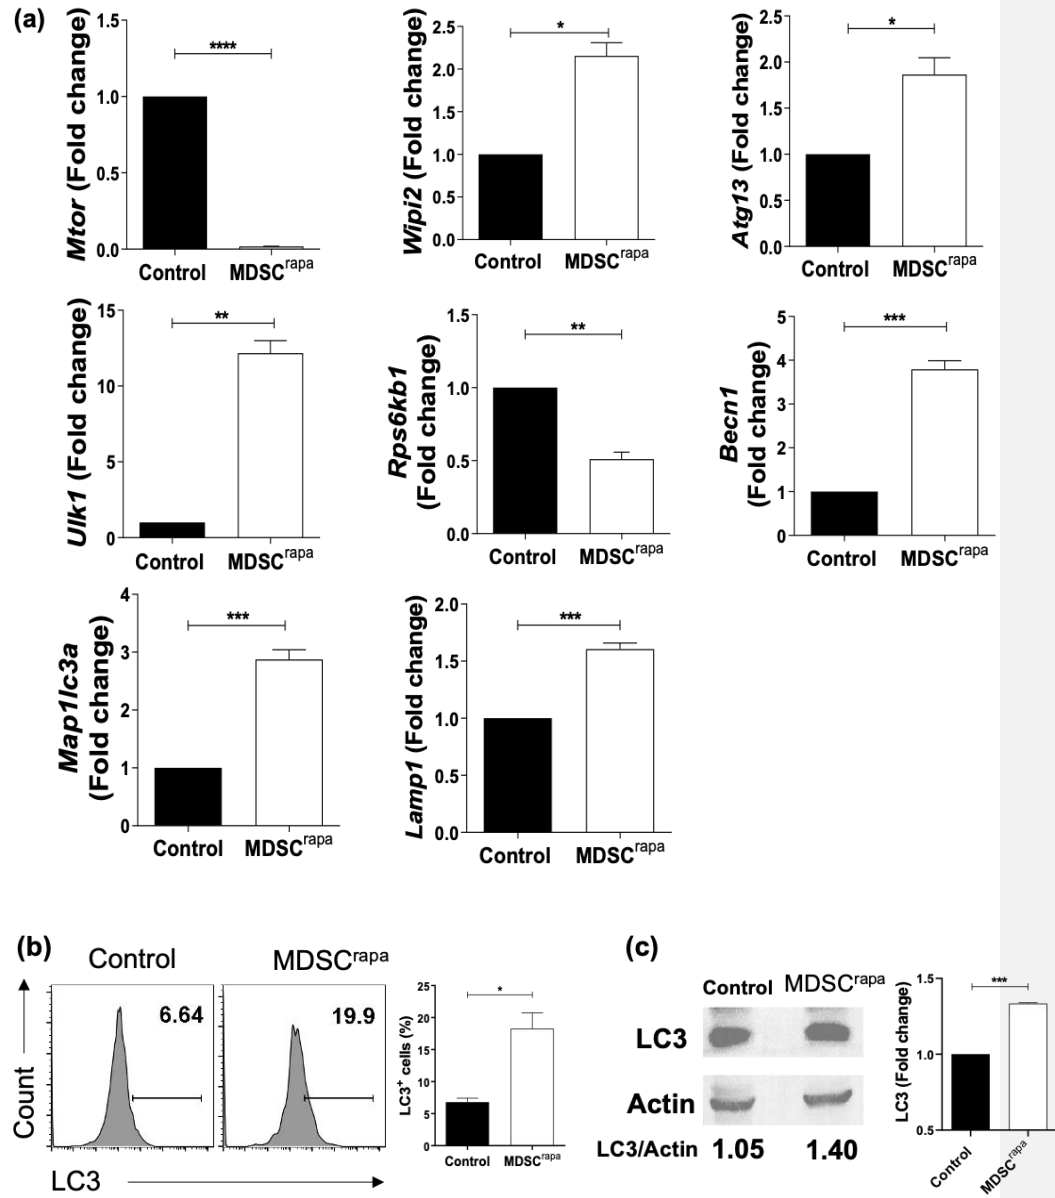 (a)
Mtor (Fold change)
1.5
1.0
0.5
0.0
****
Control MDSCrapa
Wipi2 (Fold change)
2.5
2.0
1.5
1.0
0.5
0.0
*
Control MDSCrapa
Atg13 (Fold change)
2.5
2.0
1.5
1.0
0.5
0.0
*
Control MDSCrapa
Ulk1 (Fold change)
15
10
5
0
**
Control MDSCrapa
Rps6kb1
(Fold change)
1.5
1.0
0.5
0.0
**
Control MDSCrapa
Becn1
(Fold change)
5
4
3
2
1
0
***
Control MDSCrapa
Map1lc3a
(Fold change)
4
3
2
1
0
***
Control MDSCrapa
Lamp1 (Fold change)
2.0
1.5
1.0
0.5
0.0
***
Control MDSCrapa
(b)
Control MDSCrapa
Count
6.64
19.9
LC3
LC3+ cells (%)
25
20
15
10
5
0
*
Control MDSCrapa
(c)
Control MDSCrapa
LC3
Actin
LC3/Actin 1.05 1.40
LC3 (Fold change)
1.5
1.0
0.5
***
Control MDSCrapa